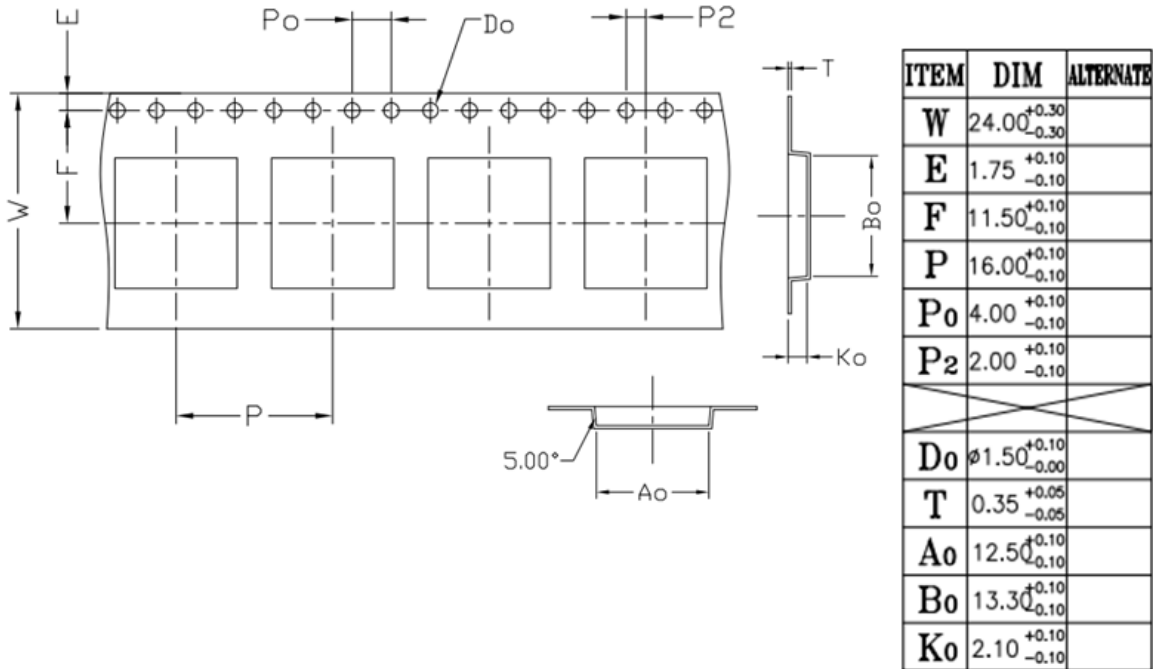 E
Po
Do
P2
T
F
W
Bo
Ko
P
5.00°
Ao
ITEM DIM ALTERNATE
W 24.00 +0.30 -0.30
E 1.75 +0.10 -0.10
F 11.50 +0.10 -0.10
P 16.00 +0.10 -0.10
Po 4.00 +0.10 -0.10
P2 2.00 +0.10 -0.10
Do ø1.50 +0.10 -0.00
T 0.35 +0.05 -0.05
Ao 12.50 +0.10 -0.10
Bo 13.30 +0.10 -0.10
Ko 2.10 +0.10 -0.10